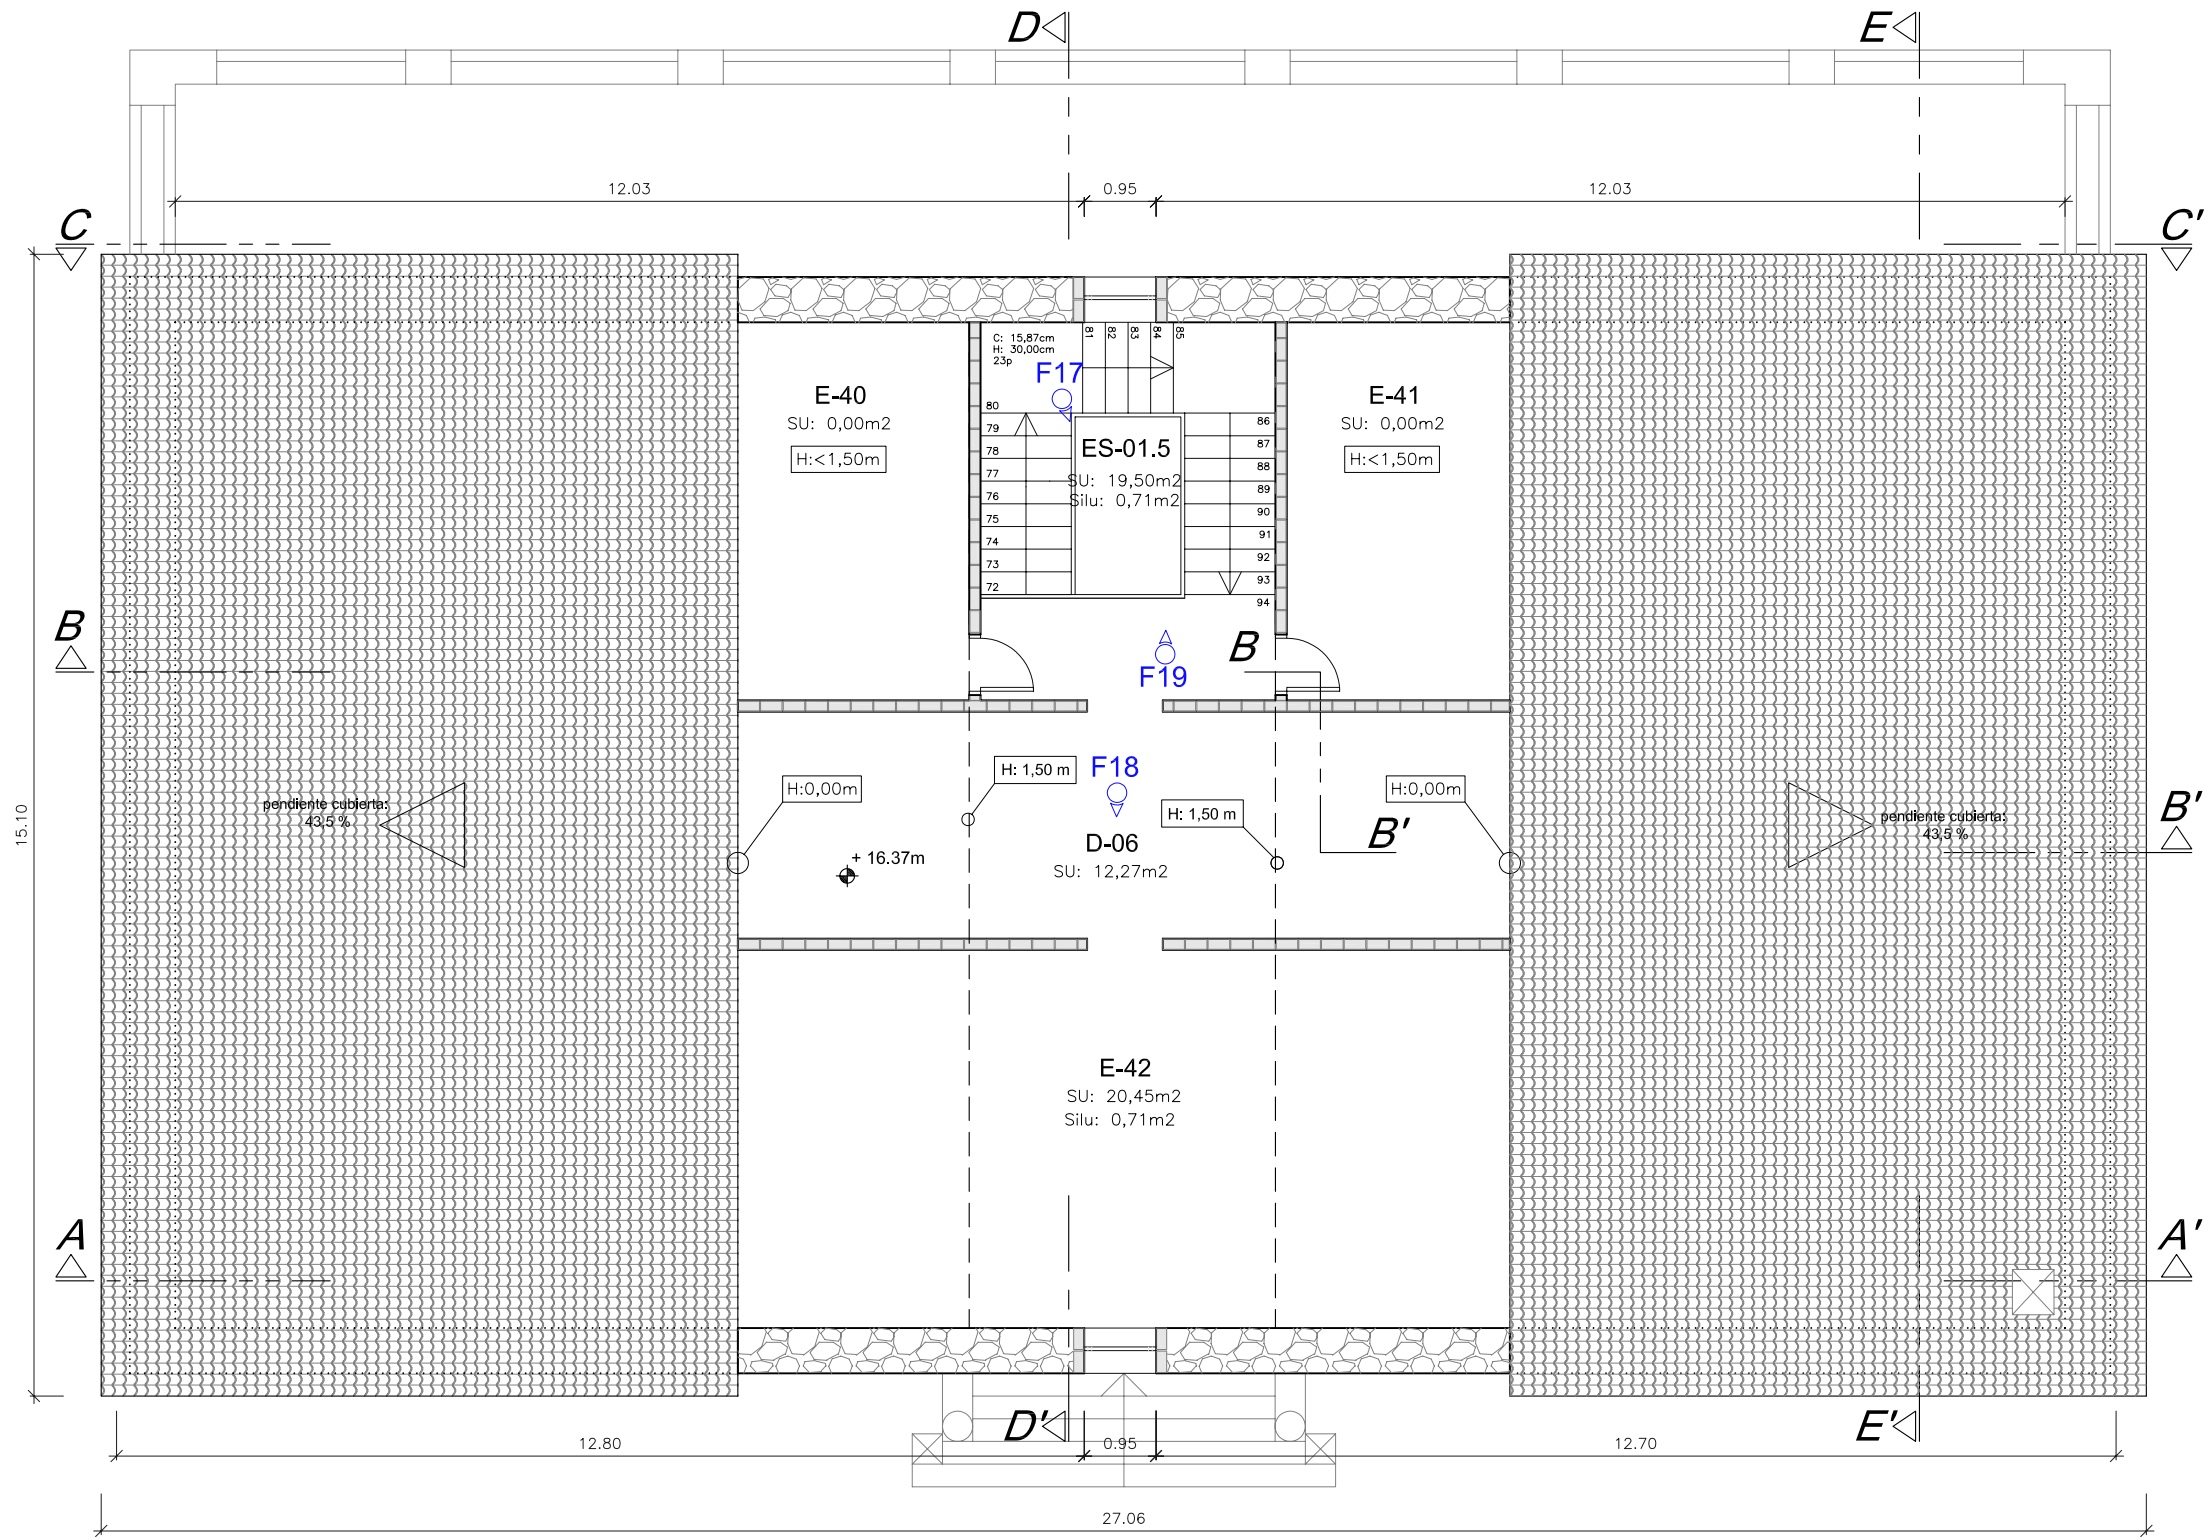 D
E
12.03
0.95
12.03
C
C'
C: 15,87cm
H: 30,00cm
23p
81
82
83
84
85
F17
E-40
SU: 0,00m2
H:<1,50m
E-41
SU: 0,00m2
H:<1,50m
80
79
78
77
76
75
74
73
72
ES-01.5
SU: 19,50m2
Silu: 0,71m2
86
87
88
89
90
91
92
93
94
B
B
F19
H: 1,50 m
F18
H:0,00m
H:0,00m
H: 1,50 m
pendiente cubierta:
43,5 %
pendiente cubierta:
43,5 %
B'
B'
15.10
D-06
SU: 12,27m2
+ 16.37m
E-42
SU: 20,45m2
Silu: 0,71m2
A
A'
D'
E'
12.80
0.95
12.70
27.06